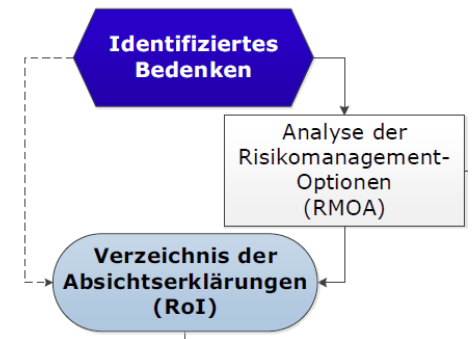 Identifiziertes
Bedenken
Analyse der
Risikomanagement-
Optionen
(RMOA)
Verzeichnis der
Absichtserklärungen
(RoI)